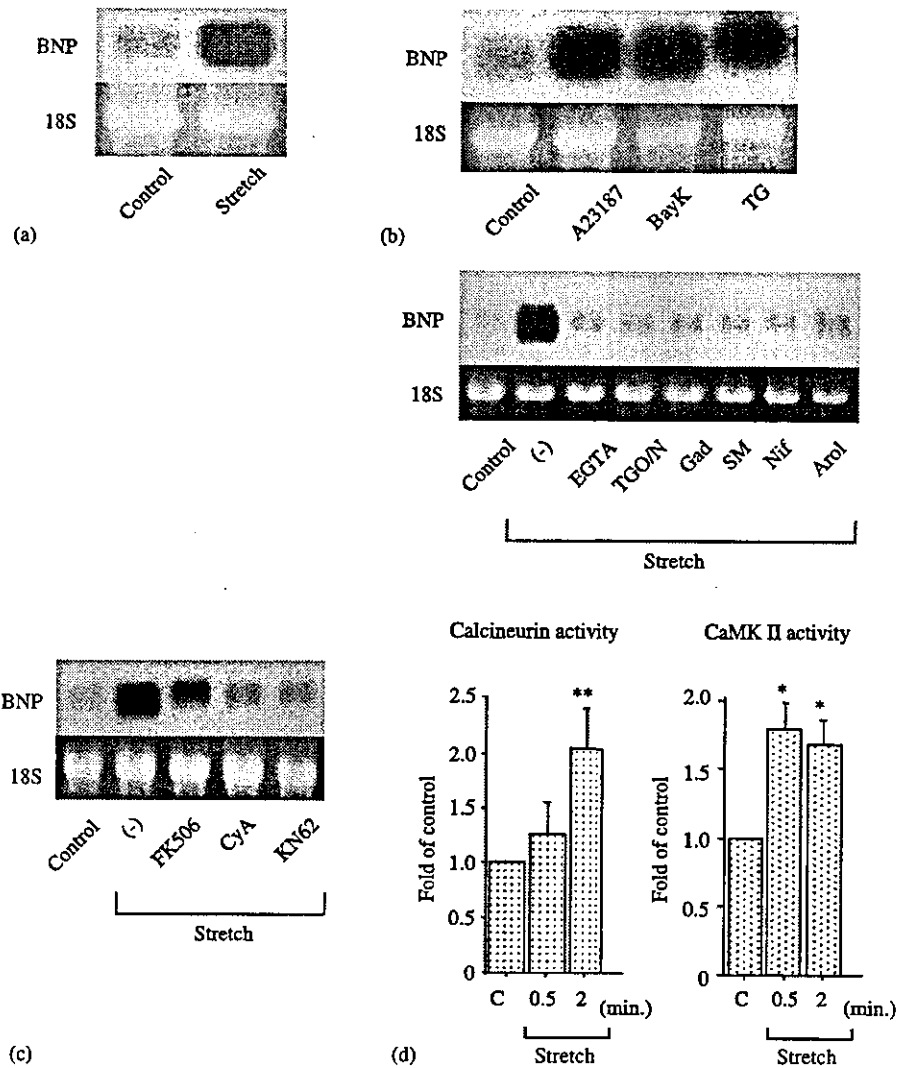 BNP
18S
Control Stretch
(a)
BNP
18S
Control A23187 BayK TG
(b)
BNP
18S
Control (-) EGTA TGO/N Gad SM Nif Arol
Stretch
BNP
18S
Control (-) FK506 CyA KN62
Stretch
(c)
Calcineurin activity
Fold of control
2.5
2.0
1.5
1.0
0.5
0
**
C 0.5 2 (min.)
Stretch
CaMK II activity
Fold of control
2.0
1.5
1.0
0.5
0
* *
C 0.5 2 (min.)
Stretch
(d)